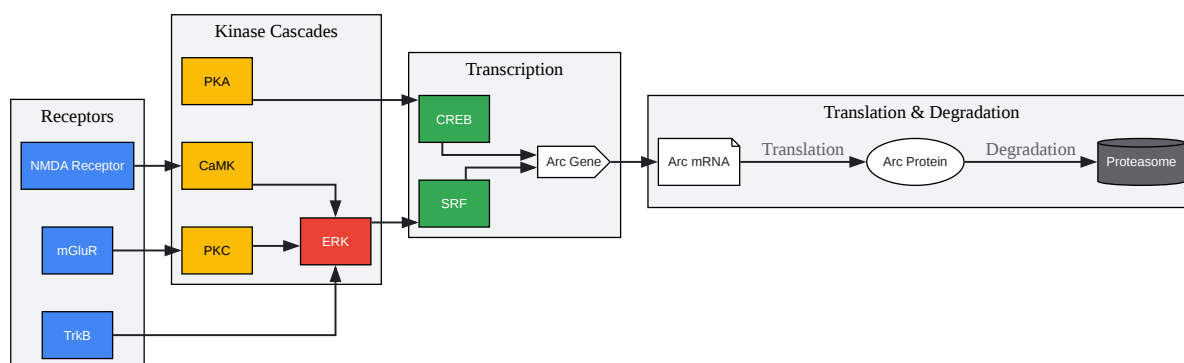 Receptors
NMDA Receptor
mGluR
TrkB
Kinase Cascades
PKA
CaMK
PKC
ERK
Transcription
CREB
SRF
Arc Gene
Translation & Degradation
Arc mRNA
Translation
Arc Protein
Degradation
Proteasome